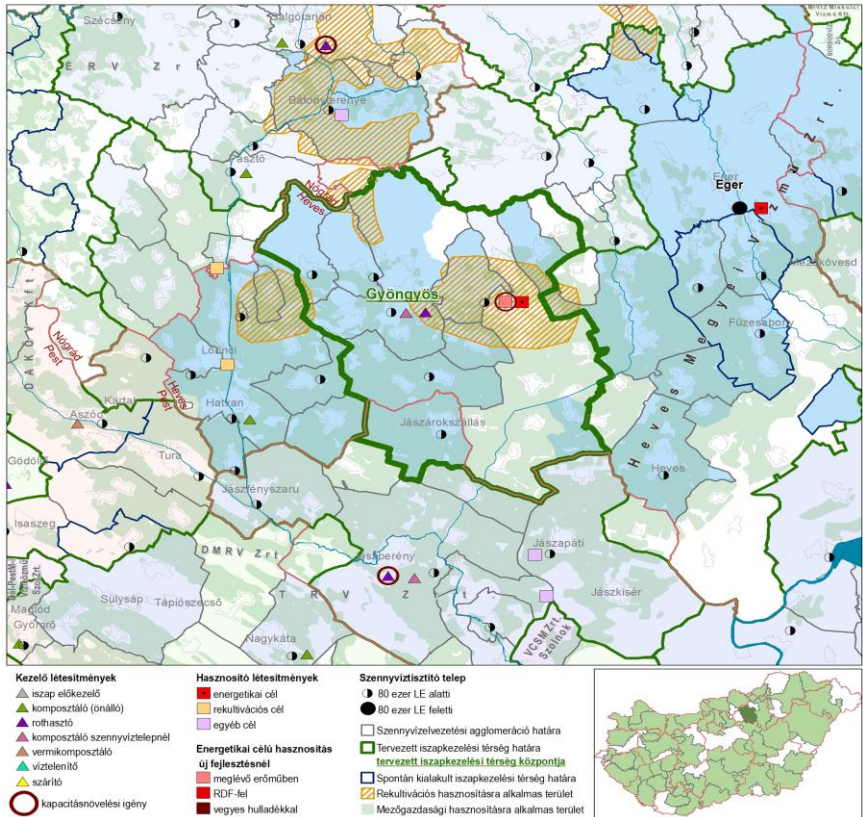 Szécsény
Salgótarján
ÉRV Zr.
Bátonyterenye
Pásztó
Nógrád
Heves
Eger
Eger
Mezőkövesd
DAKÖV Kft
Gyöngyös
Füzesabony
Nógrád
Pest
Lőrinci
Kartal
Heves
Pest
Hatvan
Aszód
Jászárokszállás
Heves Megyei Vízmű Zrt.
Heves
Gödöllő
Tura
Jászfényszaru
Isaszeg
DMRV Zrt
Jászberény
Jászapáti
Sülysáp
Tápiószecső
TRV Zrt
Jászkisér
Maglód
Gyömrő
Nagykáta
VCSM Zrt.
Szolnok
Kezelő létesítmények
iszap előkezelő
komposztáló (önálló)
rothasztó
komposztáló szennyvíztelepnél
vermikomposztáló
víztelenítő
szárító
kapacitásnövelési igény
Hasznosító létesítmények
energetikai cél
rekultivációs cél
egyéb cél
Energetikai célú hasznosítás
új fejlesztésnél
meglévő erőműben
RDF-fel
vegyes hulladékkal
Szennyvíztisztító telep
80 ezer LE alatti
80 ezer LE feletti
Szennyvízelvezetési agglomeráció határa
Tervezett iszapkezelési térség határa
tervezett iszapkezelési térség központja
Spontán kialakult iszapkezelési térség határa
Rekultivációs hasznosításra alkalmas terület
Mezőgazdasági hasznosításra alkalmas terület